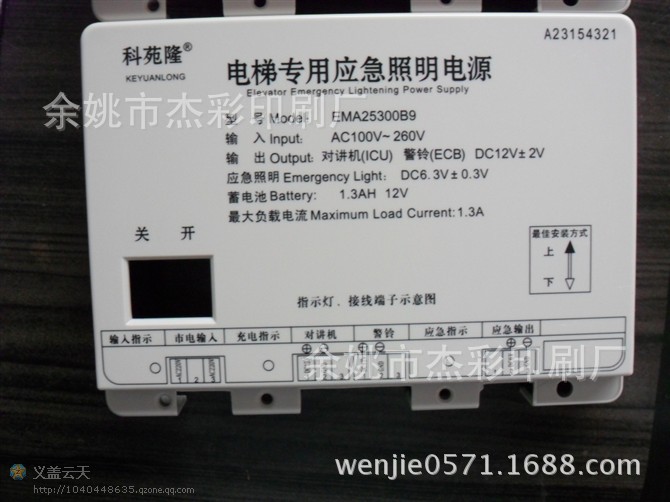 科苑隆®
KEYUANLONG
A23154321
电梯专用应急照明电源
Elevator Emergency Lightening Power Supply
余姚市杰彩印刷厂
型 号 Model: EMA25300B9
输 入 Input: AC100V~260V
输 出 Output: 对讲机(ICU) 警铃(ECB) DC12V±2V
应急照明 Emergency Light: DC6.3V±0.3V
蓄电池 Battery: 1.3AH 12V
最大负载电流 Maximum Load Current: 1.3A
关 开
最佳安装方式
上
下
指示灯、接线端子示意图
输入指示 市电输入 充电指示 对讲机 警铃 应急指示 应急输出
余姚市杰彩印刷厂
wenjie0571.1688.com
义盖云天
http://1040448635.qzone.qq.com